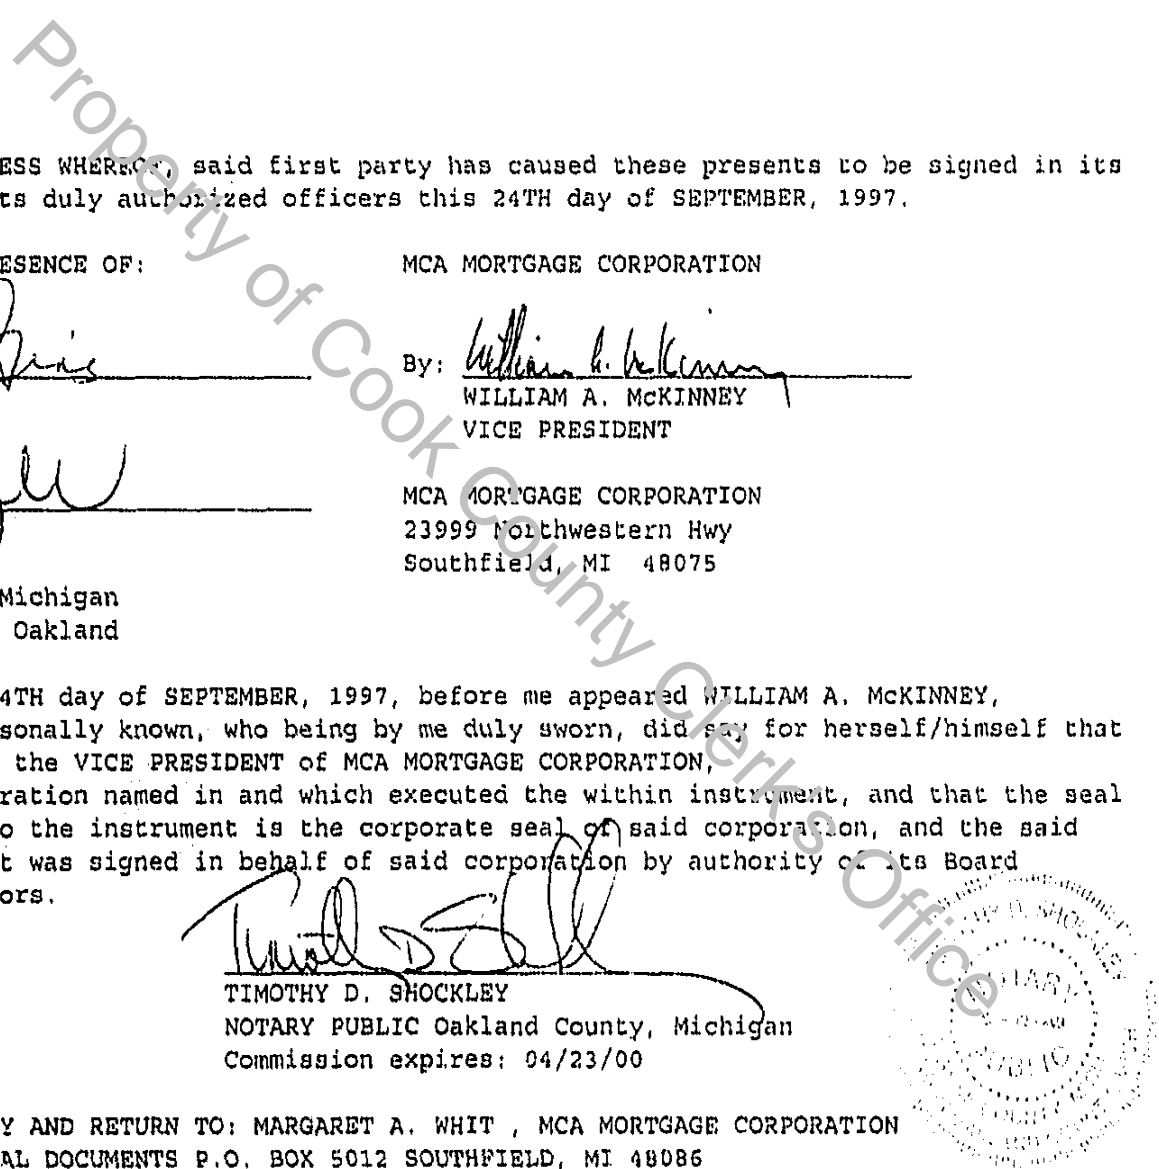 ESS WHEREOF, said first party has caused these presents to be signed in its
ts duly authorized officers this 24TH day of SEPTEMBER, 1997.
ESENCE OF: MCA MORTGAGE CORPORATION
By: William A. McKinney
WILLIAM A. McKINNEY
VICE PRESIDENT
MCA MORTGAGE CORPORATION
23999 Northwestern Hwy
Southfield, MI 48075
Michigan
Oakland
4TH day of SEPTEMBER, 1997, before me appeared WILLIAM A. McKINNEY,
sonally known, who being by me duly sworn, did say for herself/himself that
the VICE PRESIDENT of MCA MORTGAGE CORPORATION,
ration named in and which executed the within instrument, and that the seal
o the instrument is the corporate seal of said corporation, and the said
t was signed in behalf of said corporation by authority of its Board
ors.
TIMOTHY D. SHOCKLEY
NOTARY PUBLIC Oakland County, Michigan
Commission expires: 04/23/00
NOTARY
PUBLIC
Y AND RETURN TO: MARGARET A. WHIT , MCA MORTGAGE CORPORATION
AL DOCUMENTS P.O. BOX 5012 SOUTHFIELD, MI 48086
Property of Cook County Clerk's Office